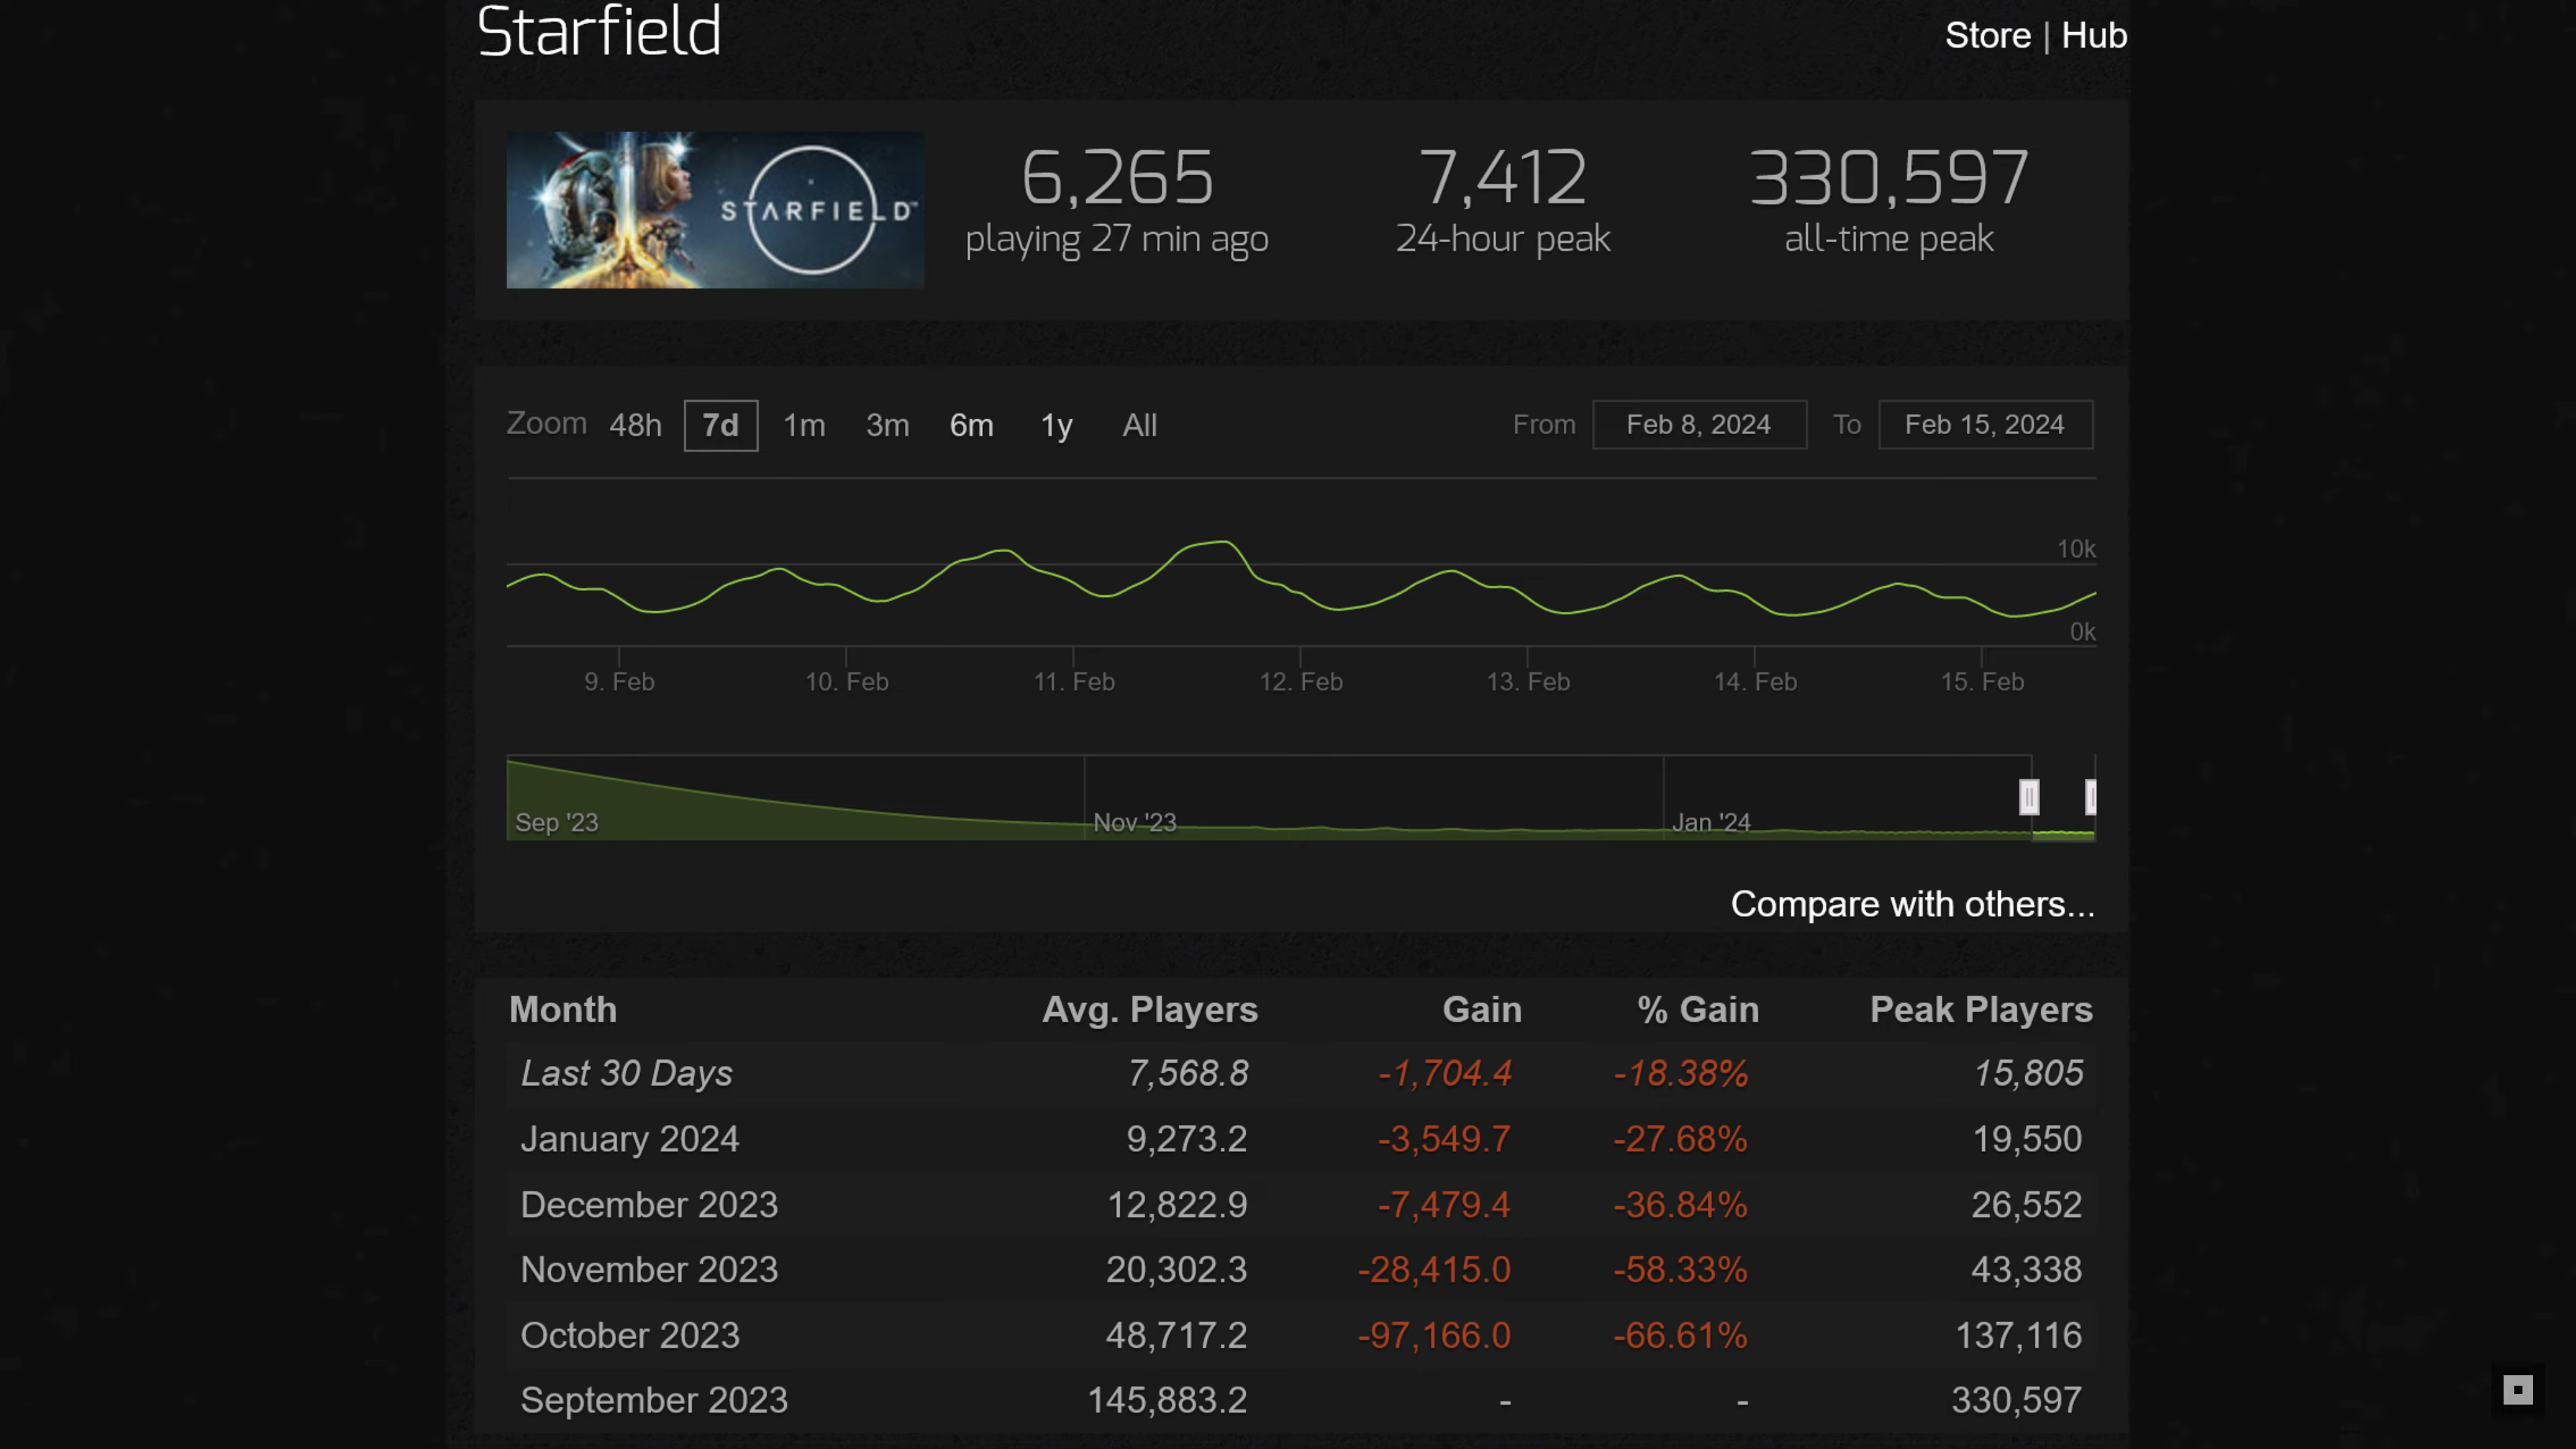 Starfield
Store | Hub
STARFIELD™
6,265
7,412
330,597
playing 27 min ago
24-hour peak
all-time peak
Zoom 48h 7d 1m 3m 6m 1y All
From Feb 8, 2024 To Feb 15, 2024
10k
0k
9. Feb 10. Feb 11. Feb 12. Feb 13. Feb 14. Feb 15. Feb
Sep '23 Nov '23 Jan '24
Compare with others...
Month Avg. Players Gain % Gain Peak Players
Last 30 Days 7,568.8 -1,704.4 -18.38% 15,805
January 2024 9,273.2 -3,549.7 -27.68% 19,550
December 2023 12,822.9 -7,479.4 -36.84% 26,552
November 2023 20,302.3 -28,415.0 -58.33% 43,338
October 2023 48,717.2 -97,166.0 -66.61% 137,116
September 2023 145,883.2 - - 330,597